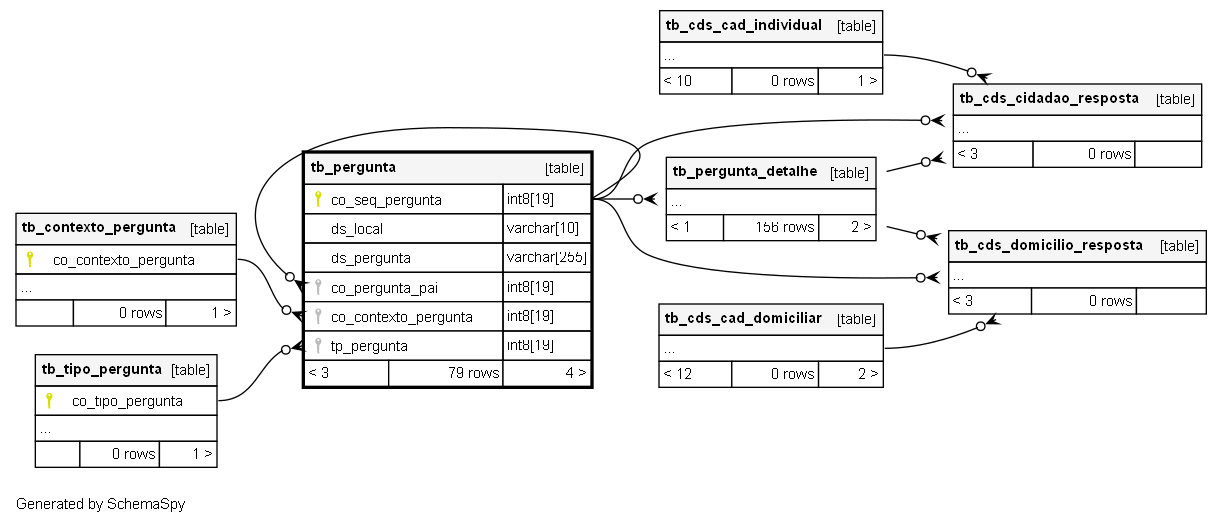 tb_cds_cad_individual [table]
...
< 10 0 rows 1 >
tb_cds_cidadao_resposta [table]
...
< 3 0 rows
tb_pergunta [table]
co_seq_pergunta int8[19]
ds_local varchar[10]
ds_pergunta varchar[255]
co_pergunta_pai int8[19]
co_contexto_pergunta int8[19]
tp_pergunta int8[19]
< 3 79 rows 4 >
tb_pergunta_detalhe [table]
...
< 1 156 rows 2 >
tb_contexto_pergunta [table]
co_contexto_pergunta
...
0 rows 1 >
tb_cds_domicilio_resposta [table]
...
< 3 0 rows
tb_cds_cad_domiciliar [table]
...
< 12 0 rows 2 >
tb_tipo_pergunta [table]
co_tipo_pergunta
...
0 rows 1 >
Generated by SchemaSpy